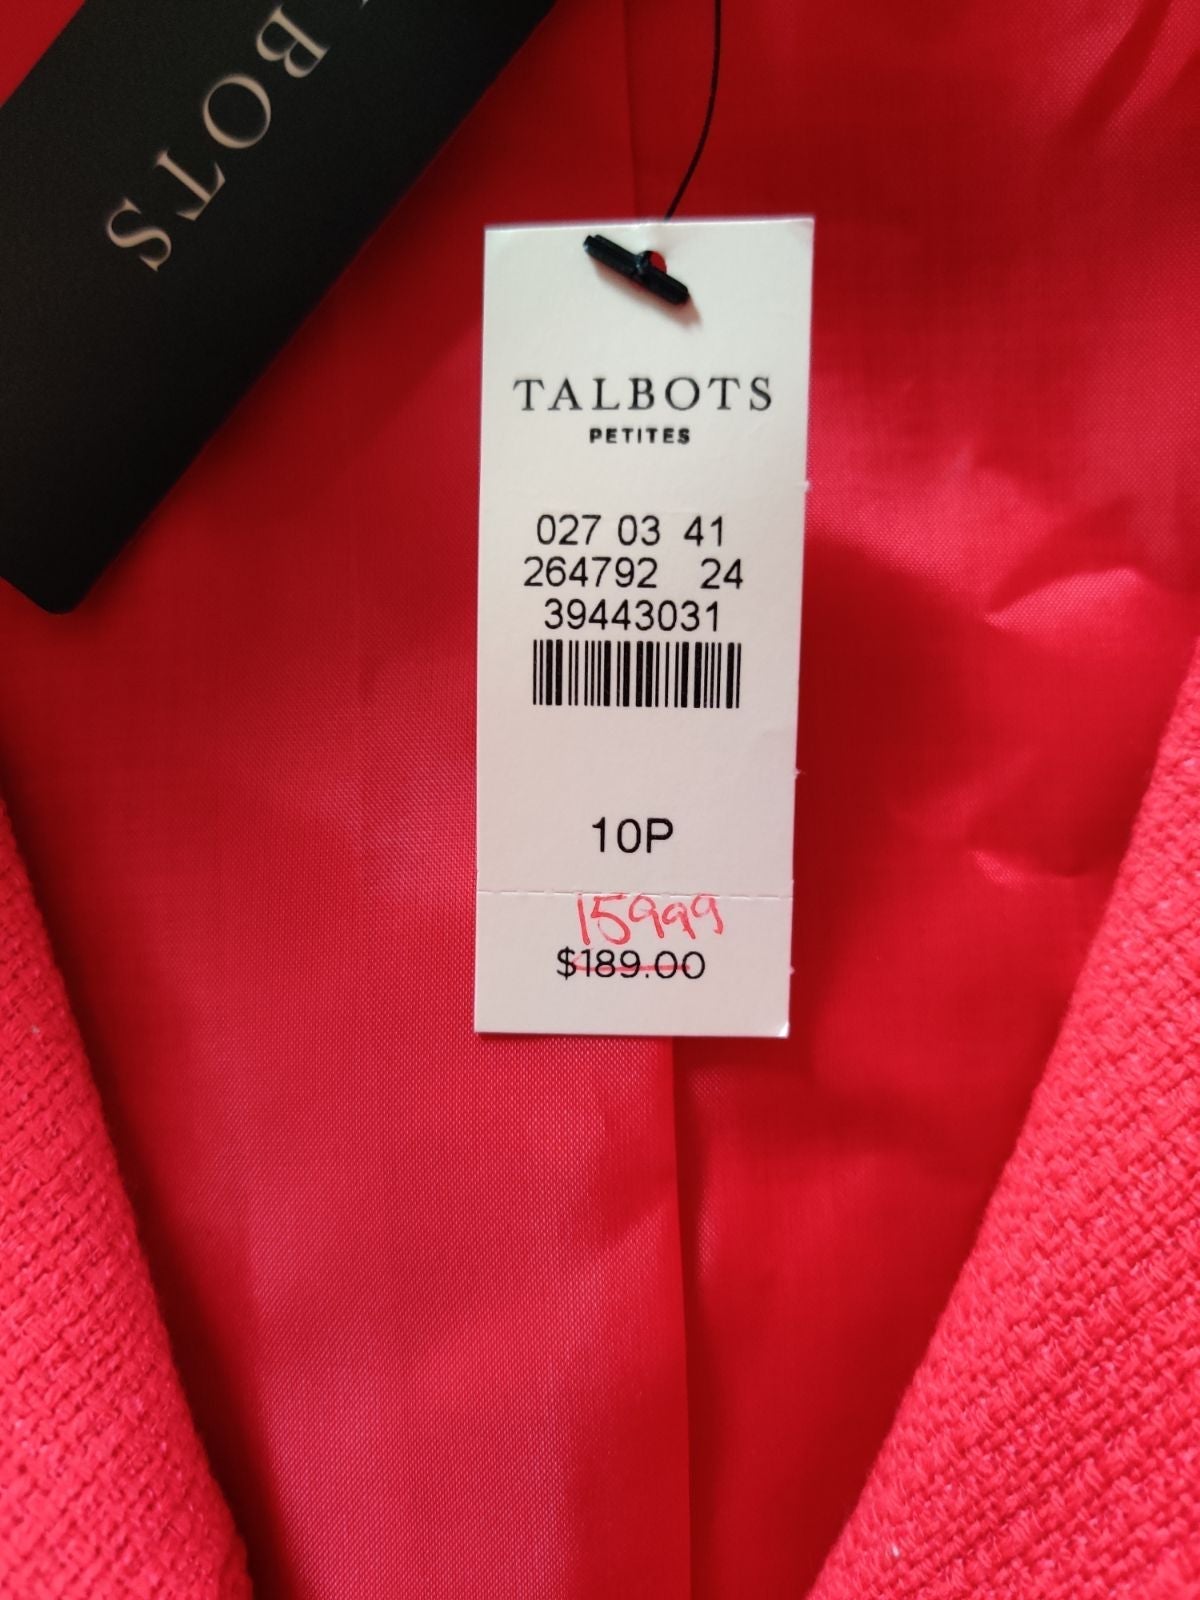 BOTS
TALBOTS
PETITES
027 03 41
264792 24
39443031
10P
15999
$189.00